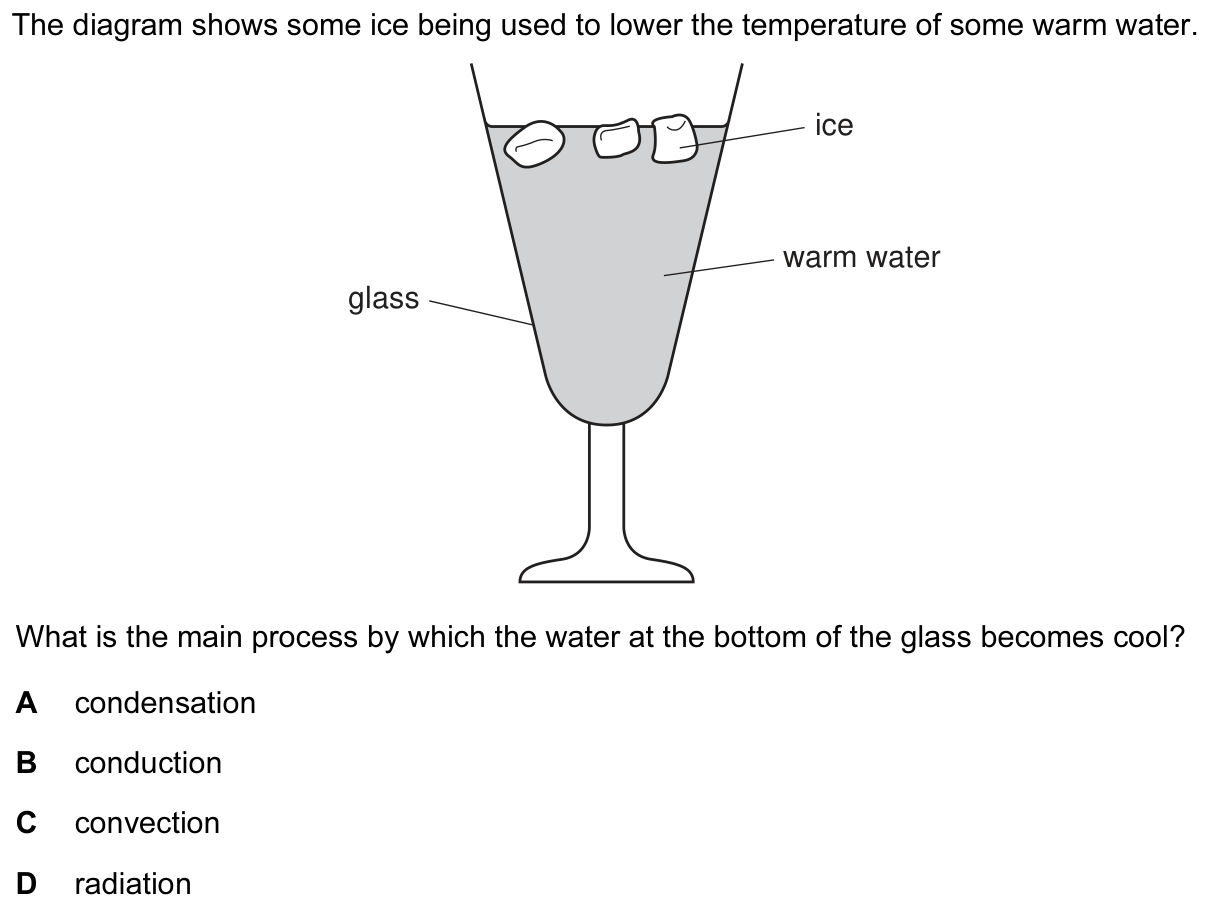 The diagram shows some ice being used to lower the temperature of some warm water.
ice
warm water
glass
What is the main process by which the water at the bottom of the glass becomes cool?
A condensation
B conduction
C convection
D radiation